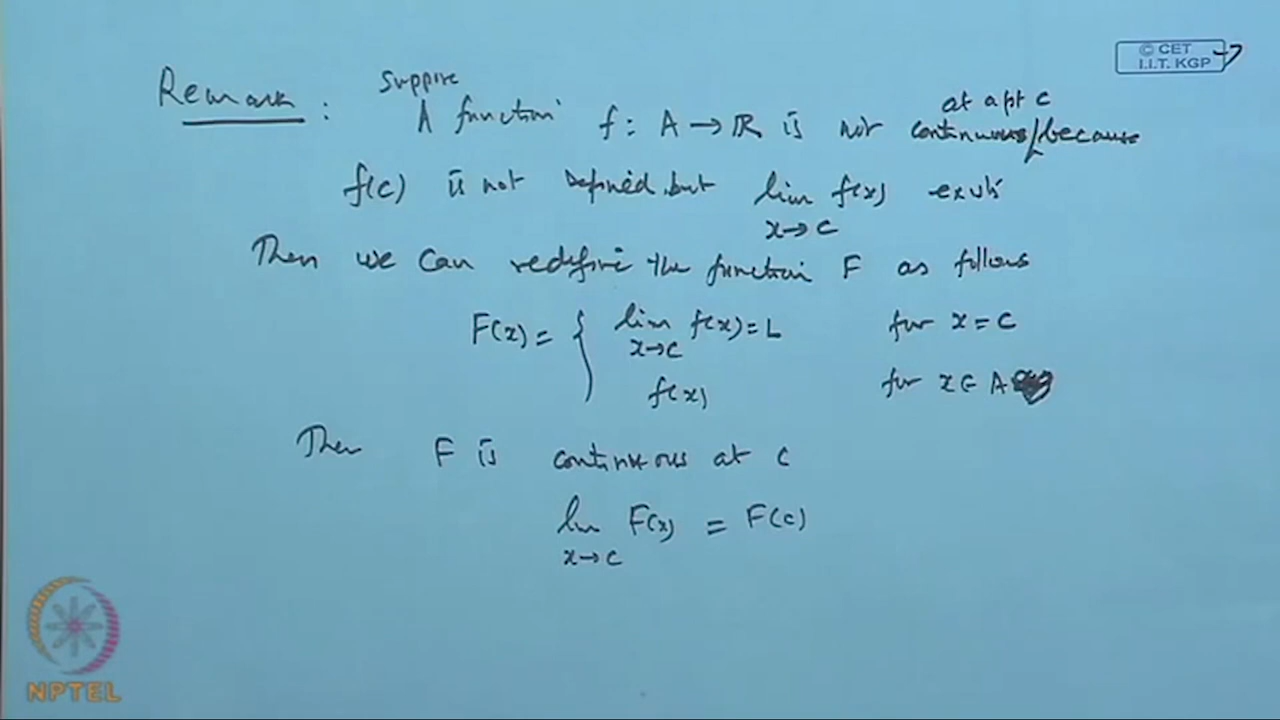 © CET
I.I.T. KGP
Remark : Suppose A function f : A → R is not continuous at a pt c because
f(c) is not defined but lim x→c f(x) exists
Then we can redefine the function F as follows
F(x) = { lim x→c f(x) = L for x = c
f(x) for x ∈ A
Then F is continuous at c
lim x→c F(x) = F(c)
NPTEL